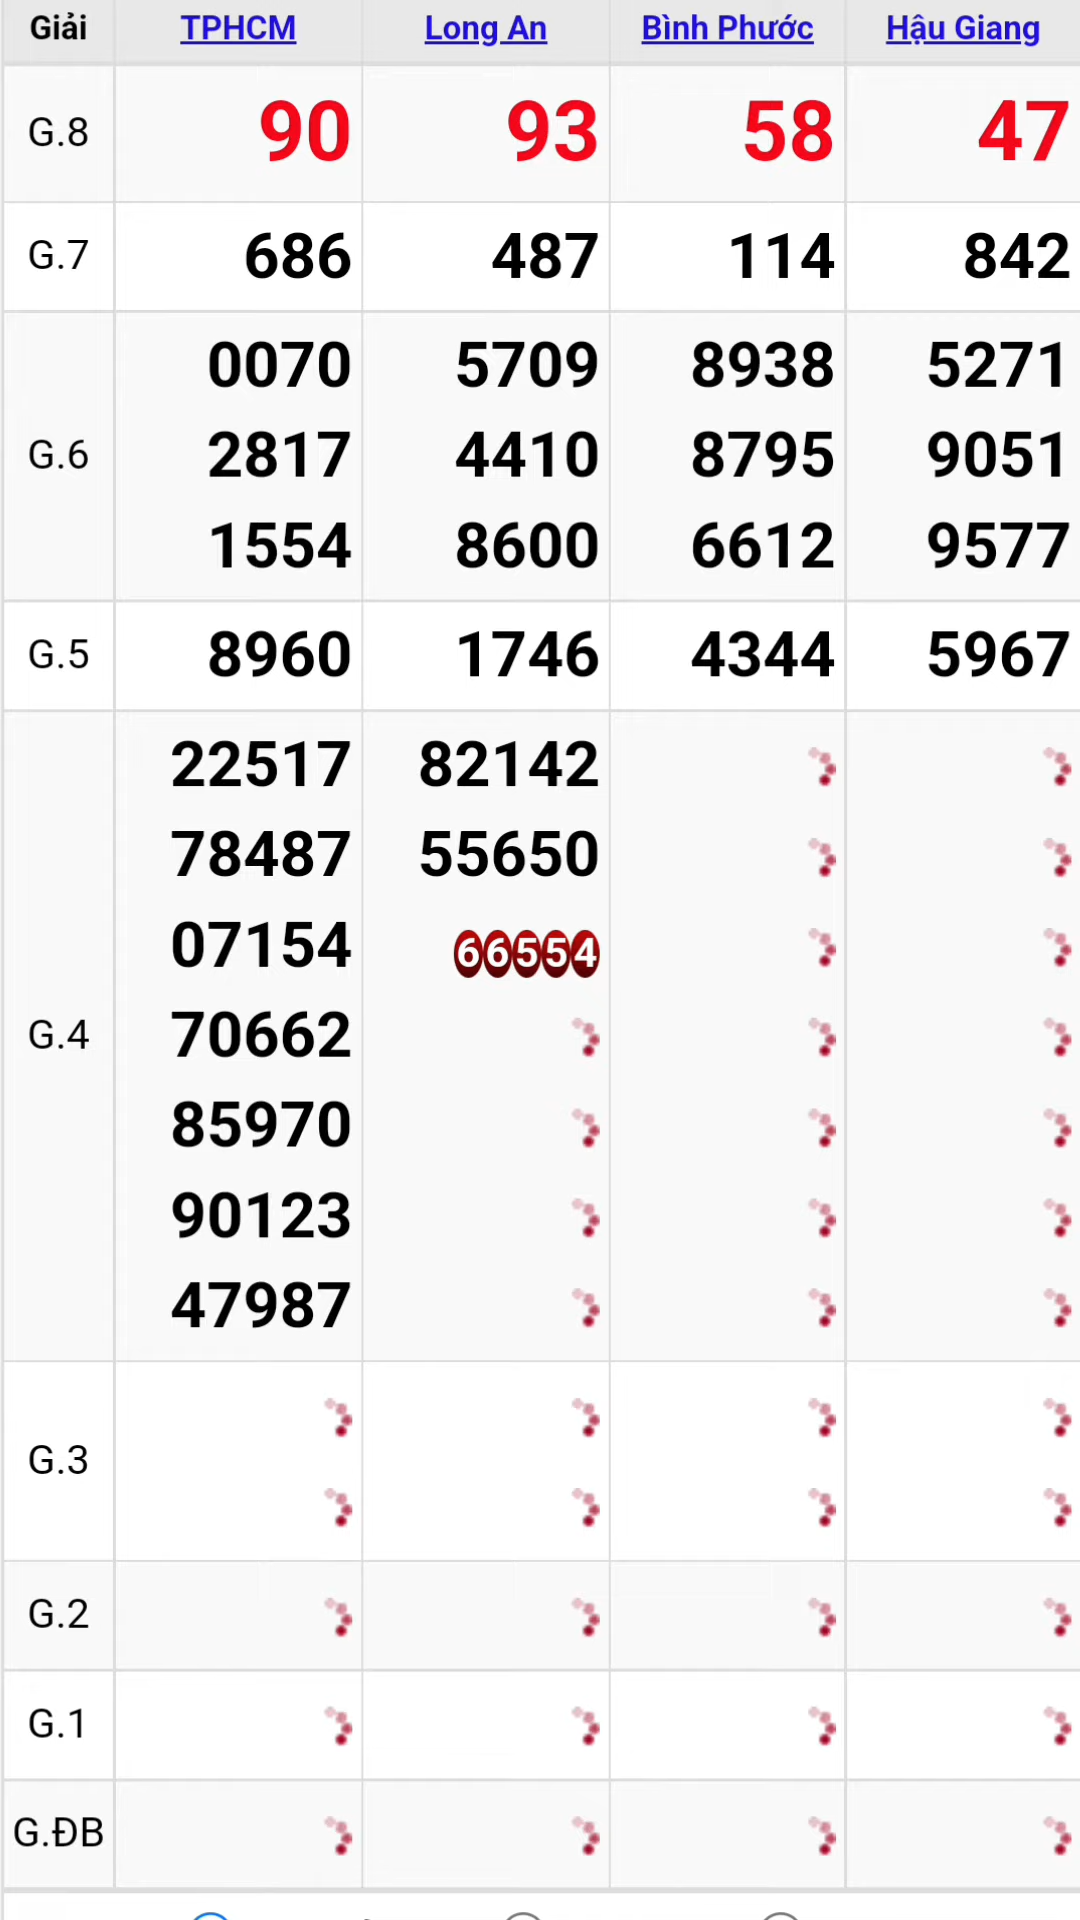 Giải TPHCM Long An Bình Phước Hậu Giang
G.8 90 93 58 47
G.7 686 487 114 842
0070 5709 8938 5271
G.6 2817 4410 8795 9051
1554 8600 6612 9577
G.5 8960 1746 4344 5967
22517 82142
78487 55650
07154 66554
G.4 70662
85970
90123
47987
G.3
G.2
G.1
G.ĐB